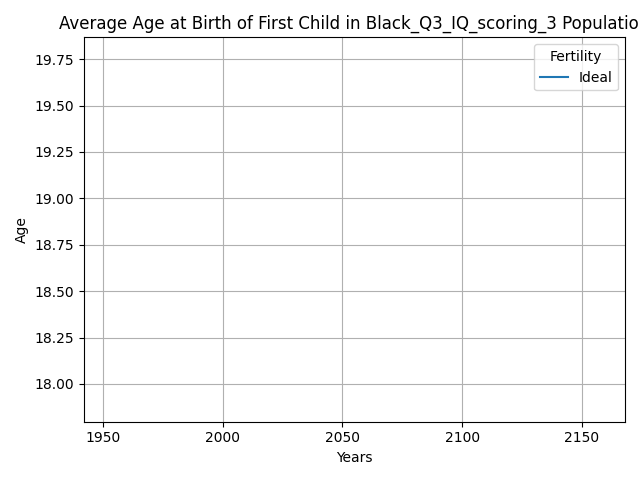 Average Age at Birth of First Child in Black_Q3_IQ_scoring_3 Populatio
Fertility
Ideal
19.75
19.50
19.25
19.00
18.75
18.50
18.25
18.00
Age
1950 2000 2050 2100 2150
Years